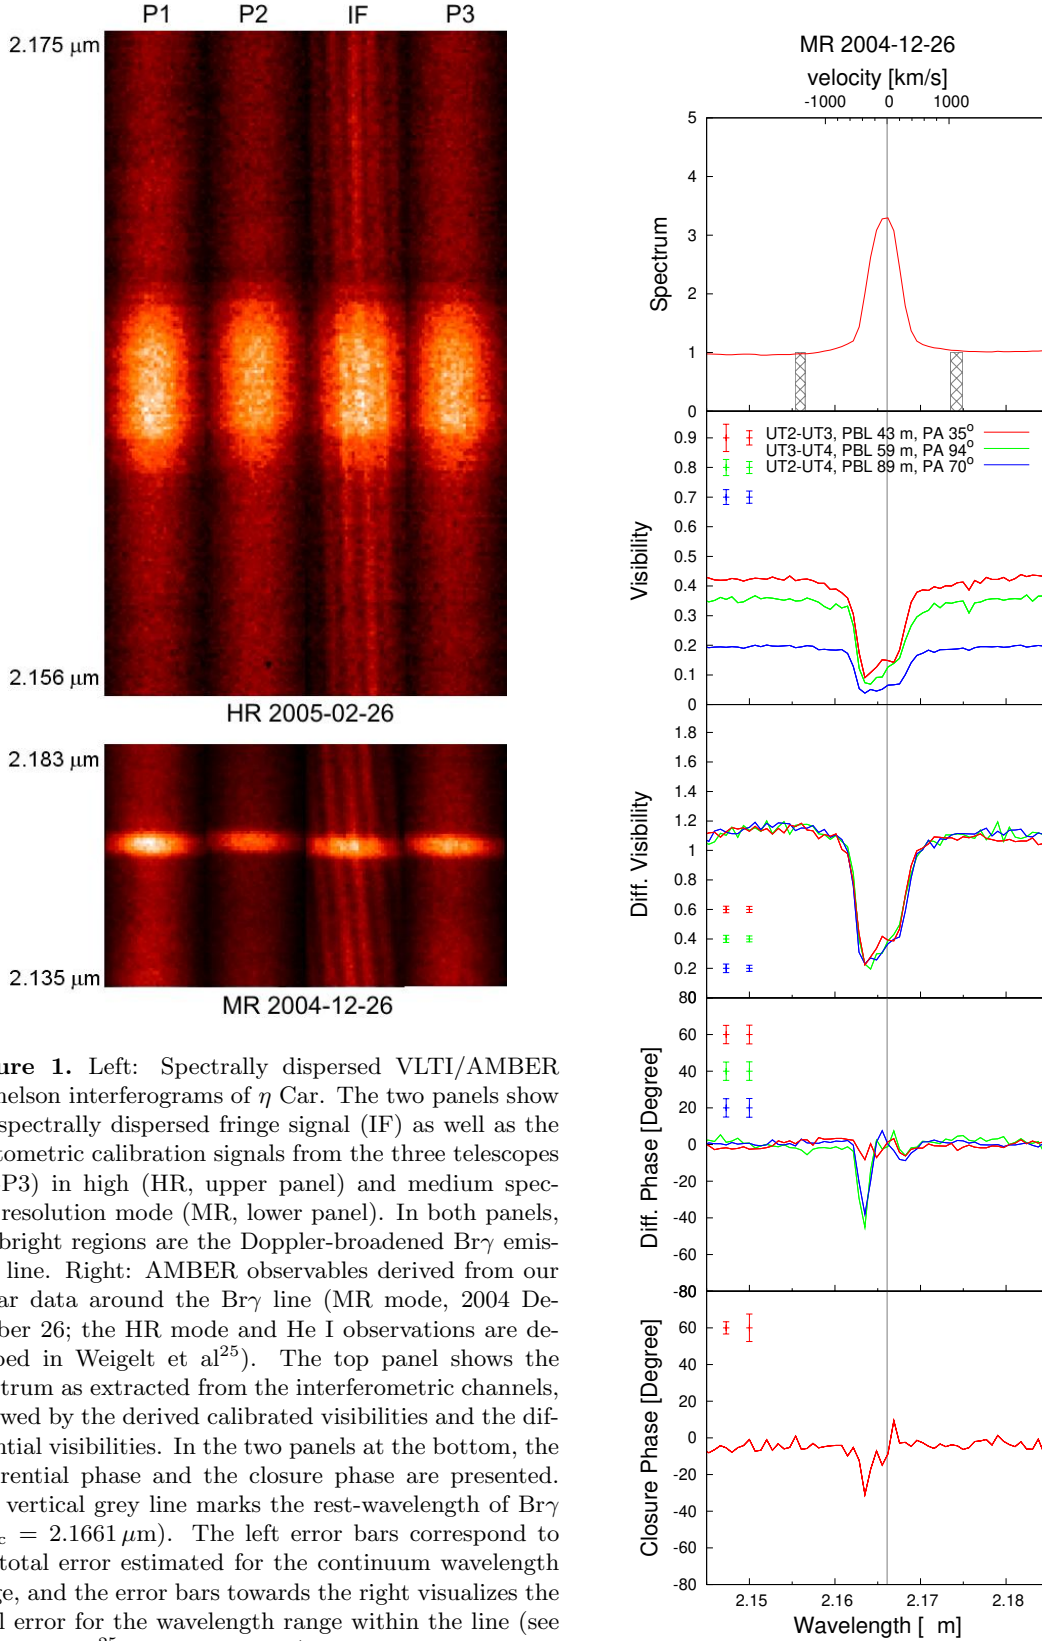 P1 P2 IF P3
2.175 μm
2.156 μm
HR 2005-02-26
2.183 μm
2.135 μm
MR 2004-12-26
ure 1. Left: Spectrally dispersed VLTI/AMBER
helson interferograms of η Car. The two panels show
spectrally dispersed fringe signal (IF) as well as the
tometric calibration signals from the three telescopes
P3) in high (HR, upper panel) and medium spec-
resolution mode (MR, lower panel). In both panels,
bright regions are the Doppler-broadened Brγ emis-
line. Right: AMBER observables derived from our
ar data around the Brγ line (MR mode, 2004 De-
ber 26; the HR mode and He I observations are de-
bed in Weigelt et al25). The top panel shows the
trum as extracted from the interferometric channels,
wed by the derived calibrated visibilities and the dif-
ntial visibilities. In the two panels at the bottom, the
erential phase and the closure phase are presented.
vertical grey line marks the rest-wavelength of Brγ
c = 2.1661 μm). The left error bars correspond to
total error estimated for the continuum wavelength
ge, and the error bars towards the right visualizes the
l error for the wavelength range within the line (see
25
MR 2004-12-26
velocity [km/s]
-1000 0 1000
Spectrum
5
4
3
2
1
0
Visibility
UT2-UT3, PBL 43 m, PA 35o
UT3-UT4, PBL 59 m, PA 94o
UT2-UT4, PBL 89 m, PA 70o
0.9
0.8
0.7
0.6
0.5
0.4
0.3
0.2
0.1
0
Diff. Visibility
1.8
1.6
1.4
1.2
1
0.8
0.6
0.4
0.2
0
Diff. Phase [Degree]
80
60
40
20
0
-20
-40
-60
-80
Closure Phase [Degree]
80
60
40
20
0
-20
-40
-60
-80
2.15 2.16 2.17 2.18
Wavelength [ m]